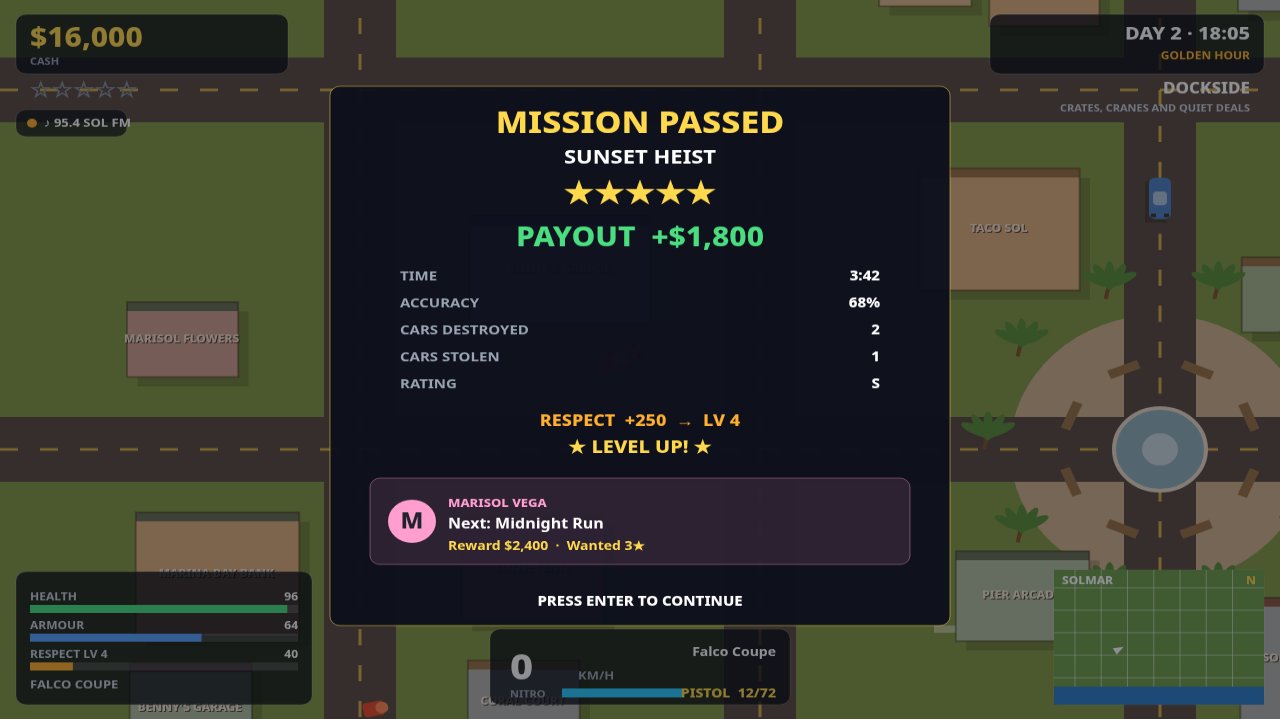 $16,000
CASH
♪ 95.4 SOL FM
DAY 2 · 18:05
GOLDEN HOUR
DOCKSIDE
CRATES, CRANES AND QUIET DEALS
MISSION PASSED
SUNSET HEIST
★★★★★
PAYOUT +$1,800
TIME 3:42
ACCURACY 68%
CARS DESTROYED 2
CARS STOLEN 1
RATING S
RESPECT +250 → LV 4
★ LEVEL UP! ★
M
MARISOL VEGA
Next: Midnight Run
Reward $2,400 · Wanted 3★
PRESS ENTER TO CONTINUE
TACO SOL
MARISOL FLOWERS
MARINA BAY BANK
PIER ARCAD
HEALTH 96
ARMOUR 64
RESPECT LV 4 40
FALCO COUPE
BENNY'S GARAGE
0 KM/H
Falco Coupe
NITRO
PISTOL 12/72
CORAL COURT
SOLMAR N
SO